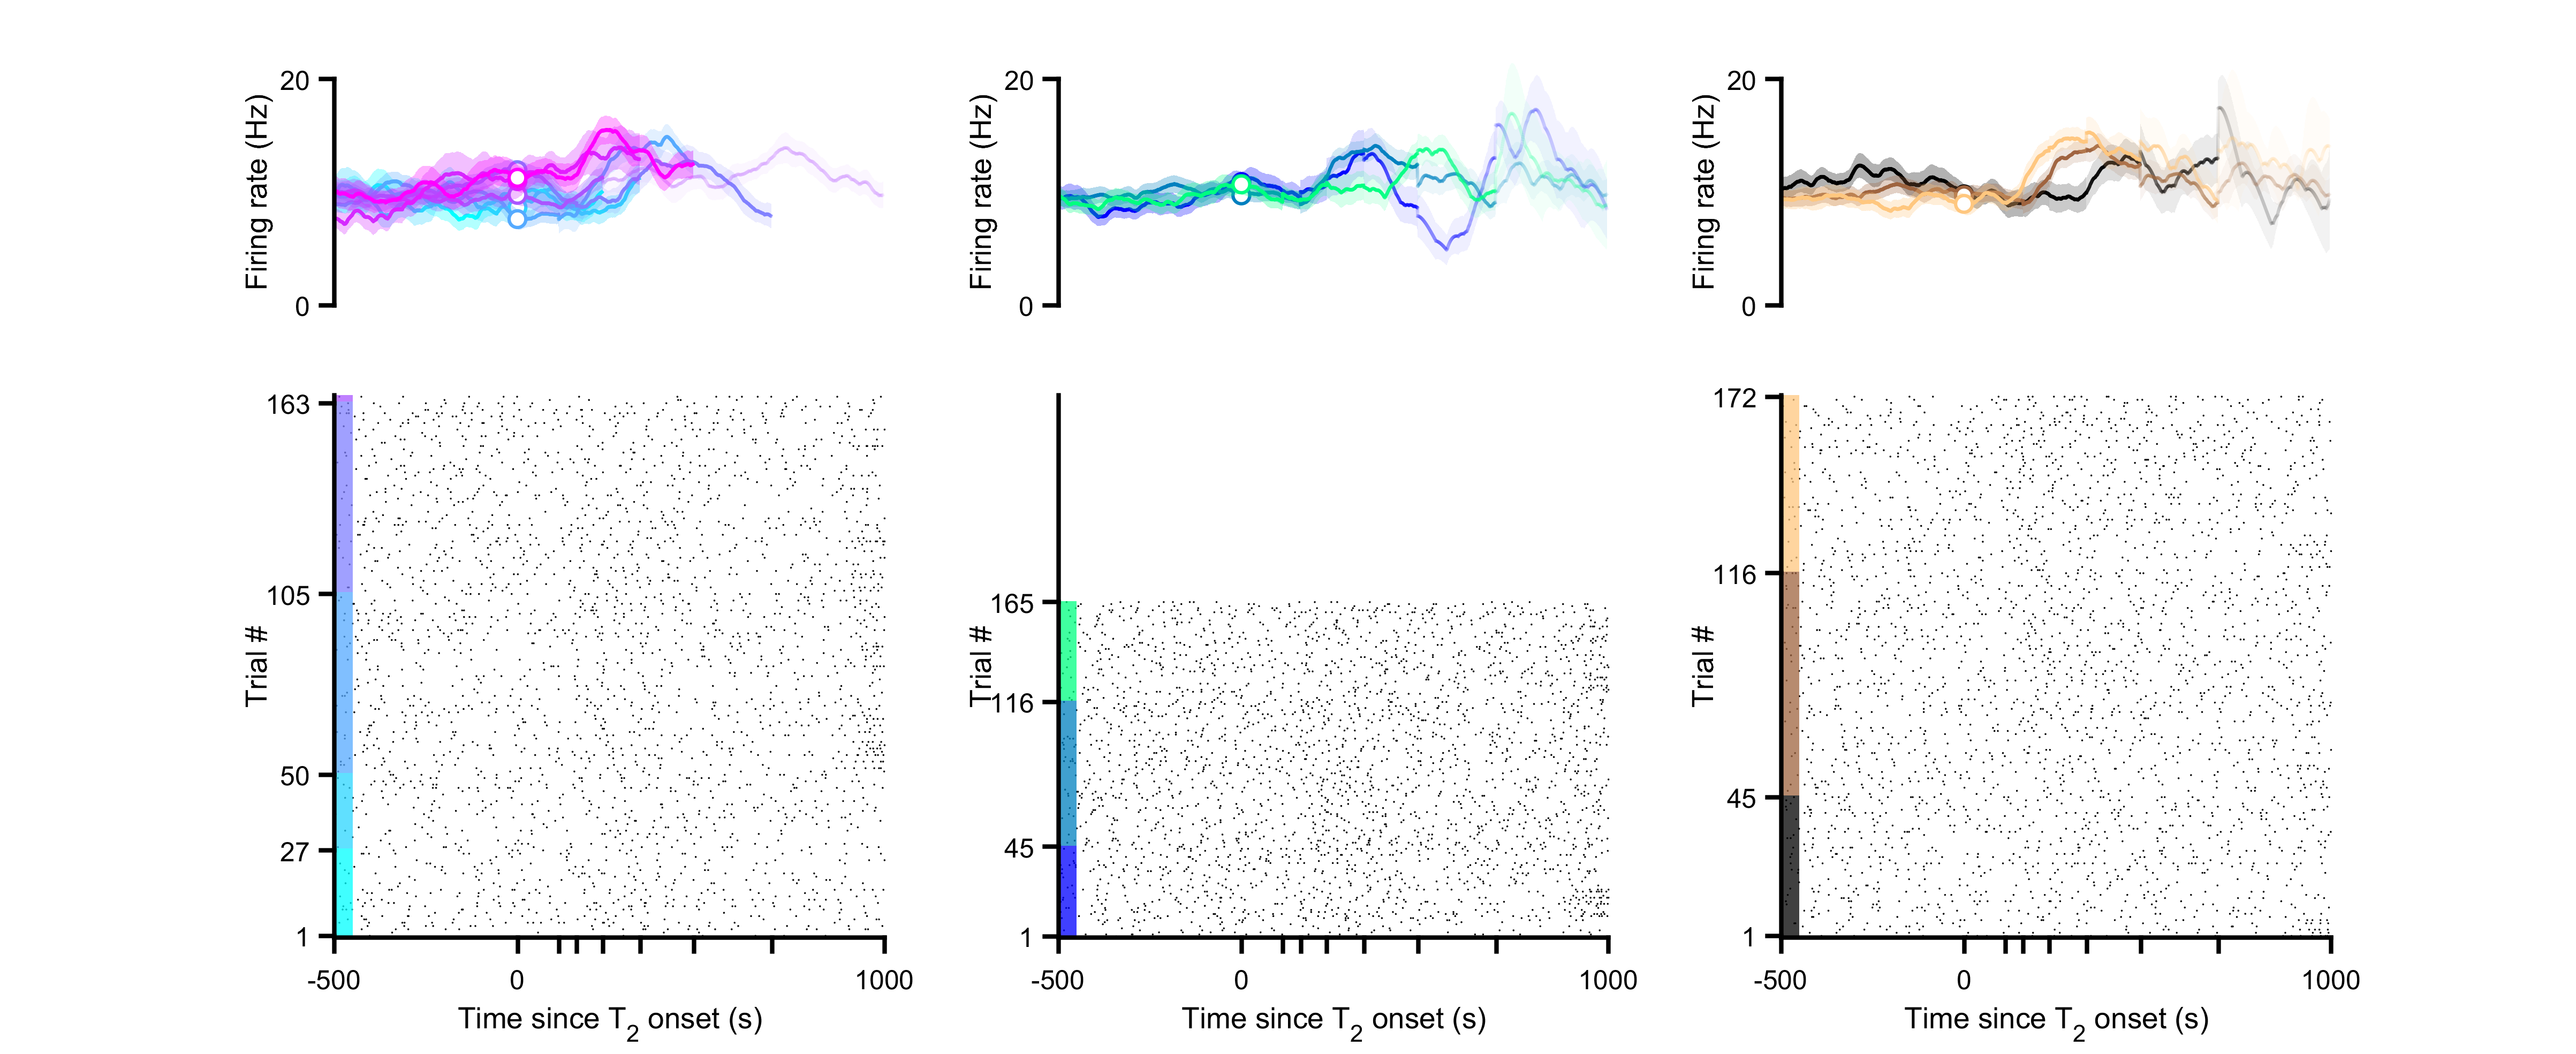 20
Firing rate (Hz)
0
20
Firing rate (Hz)
0
20
Firing rate (Hz)
0
163
105
50
27
1
Trial #
-500 0 1000
Time since T2 onset (s)
165
116
45
1
Trial #
-500 0 1000
Time since T2 onset (s)
172
116
45
1
Trial #
-500 0 1000
Time since T2 onset (s)